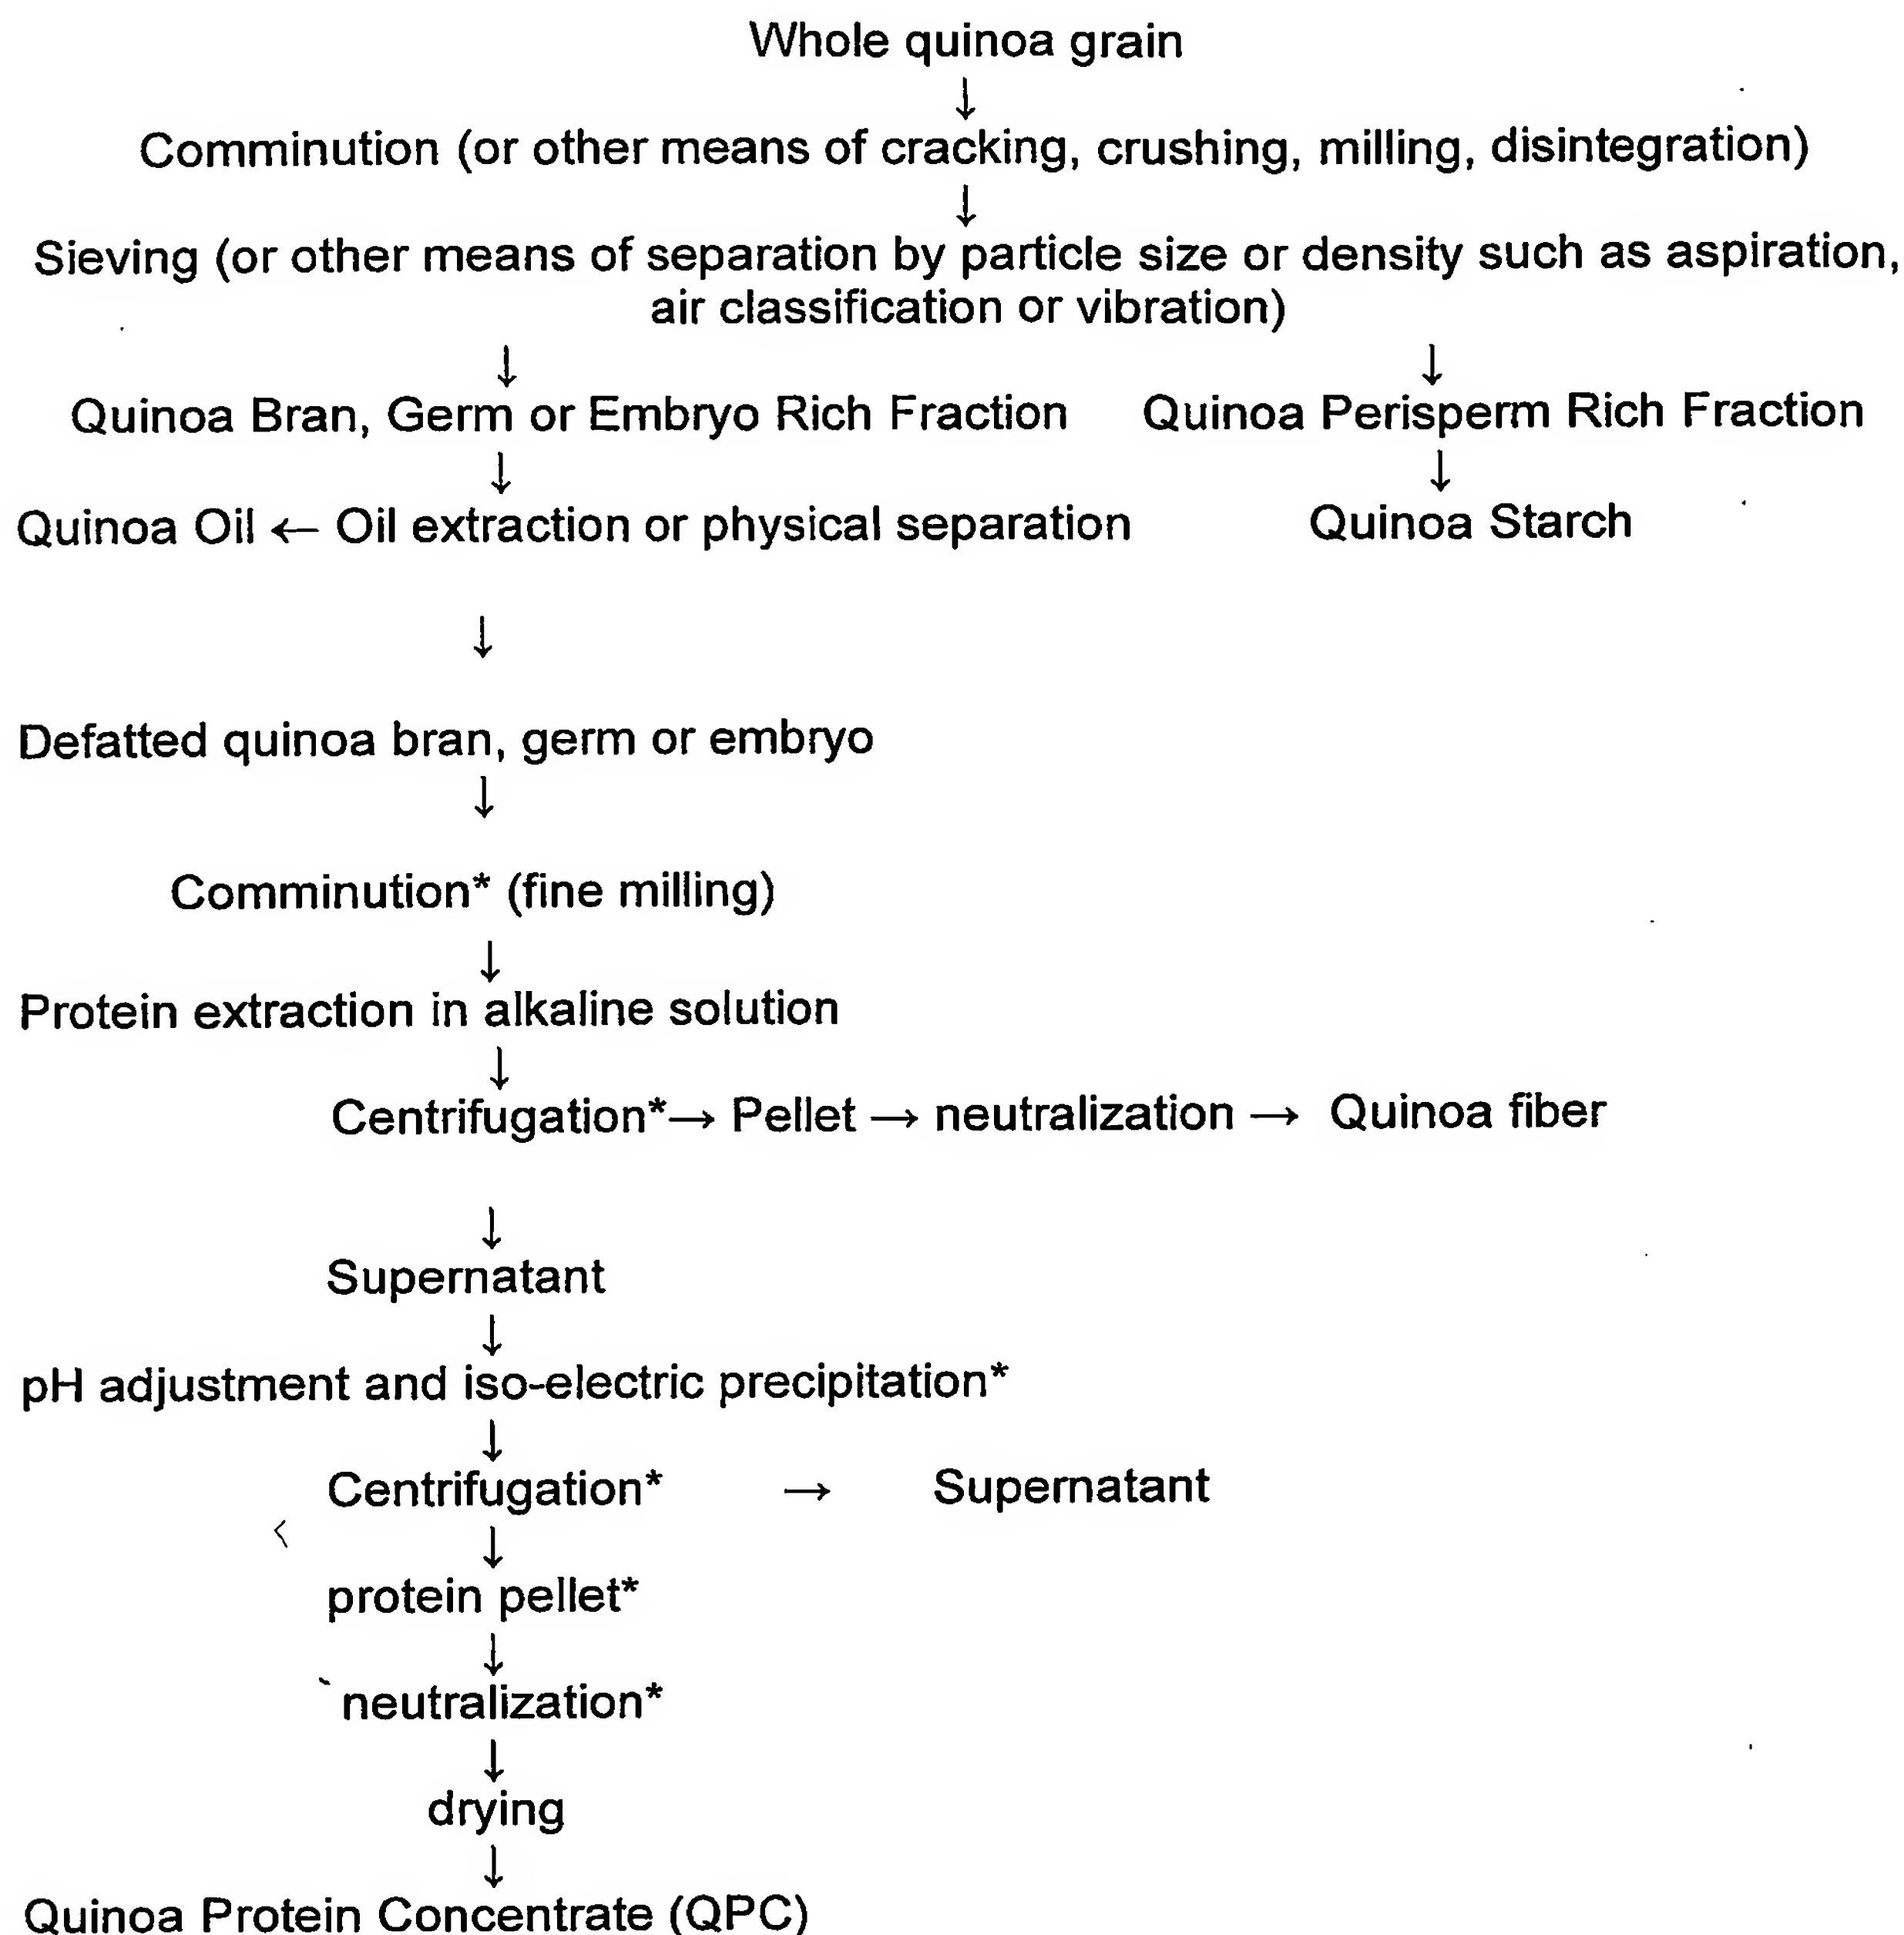 Whole quinoa grain
↓
Comminution (or other means of cracking, crushing, milling, disintegration)
↓
Sieving (or other means of separation by particle size or density such as aspiration,
air classification or vibration)
↓ ↓
Quinoa Bran, Germ or Embryo Rich Fraction Quinoa Perisperm Rich Fraction
↓ ↓
Quinoa Oil ← Oil extraction or physical separation Quinoa Starch
↓
Defatted quinoa bran, germ or embryo
↓
Comminution* (fine milling)
↓
Protein extraction in alkaline solution
↓
Centrifugation*→ Pellet → neutralization → Quinoa fiber
↓
Supernatant
↓
pH adjustment and iso-electric precipitation*
↓
Centrifugation* → Supernatant
↓
protein pellet*
↓
neutralization*
↓
drying
↓
Quinoa Protein Concentrate (QPC)